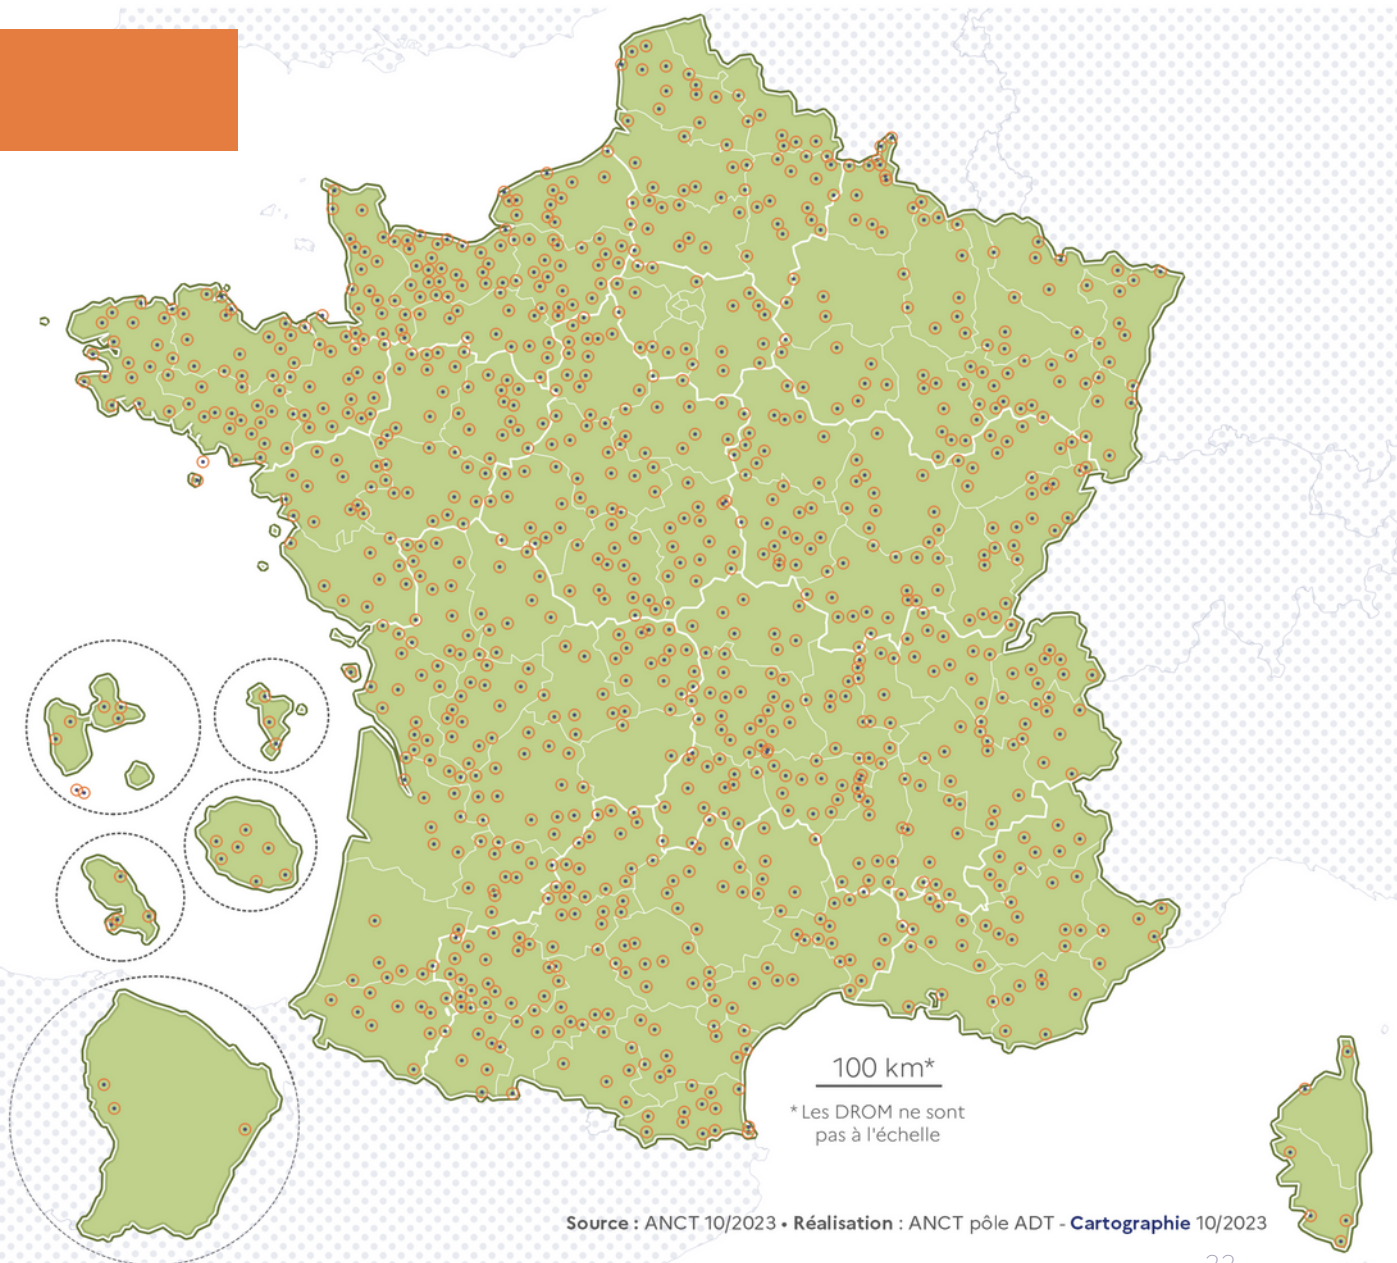 100 km*
* Les DROM ne sont
pas à l'échelle
Source : ANCT 10/2023 • Réalisation : ANCT pôle ADT - Cartographie 10/2023